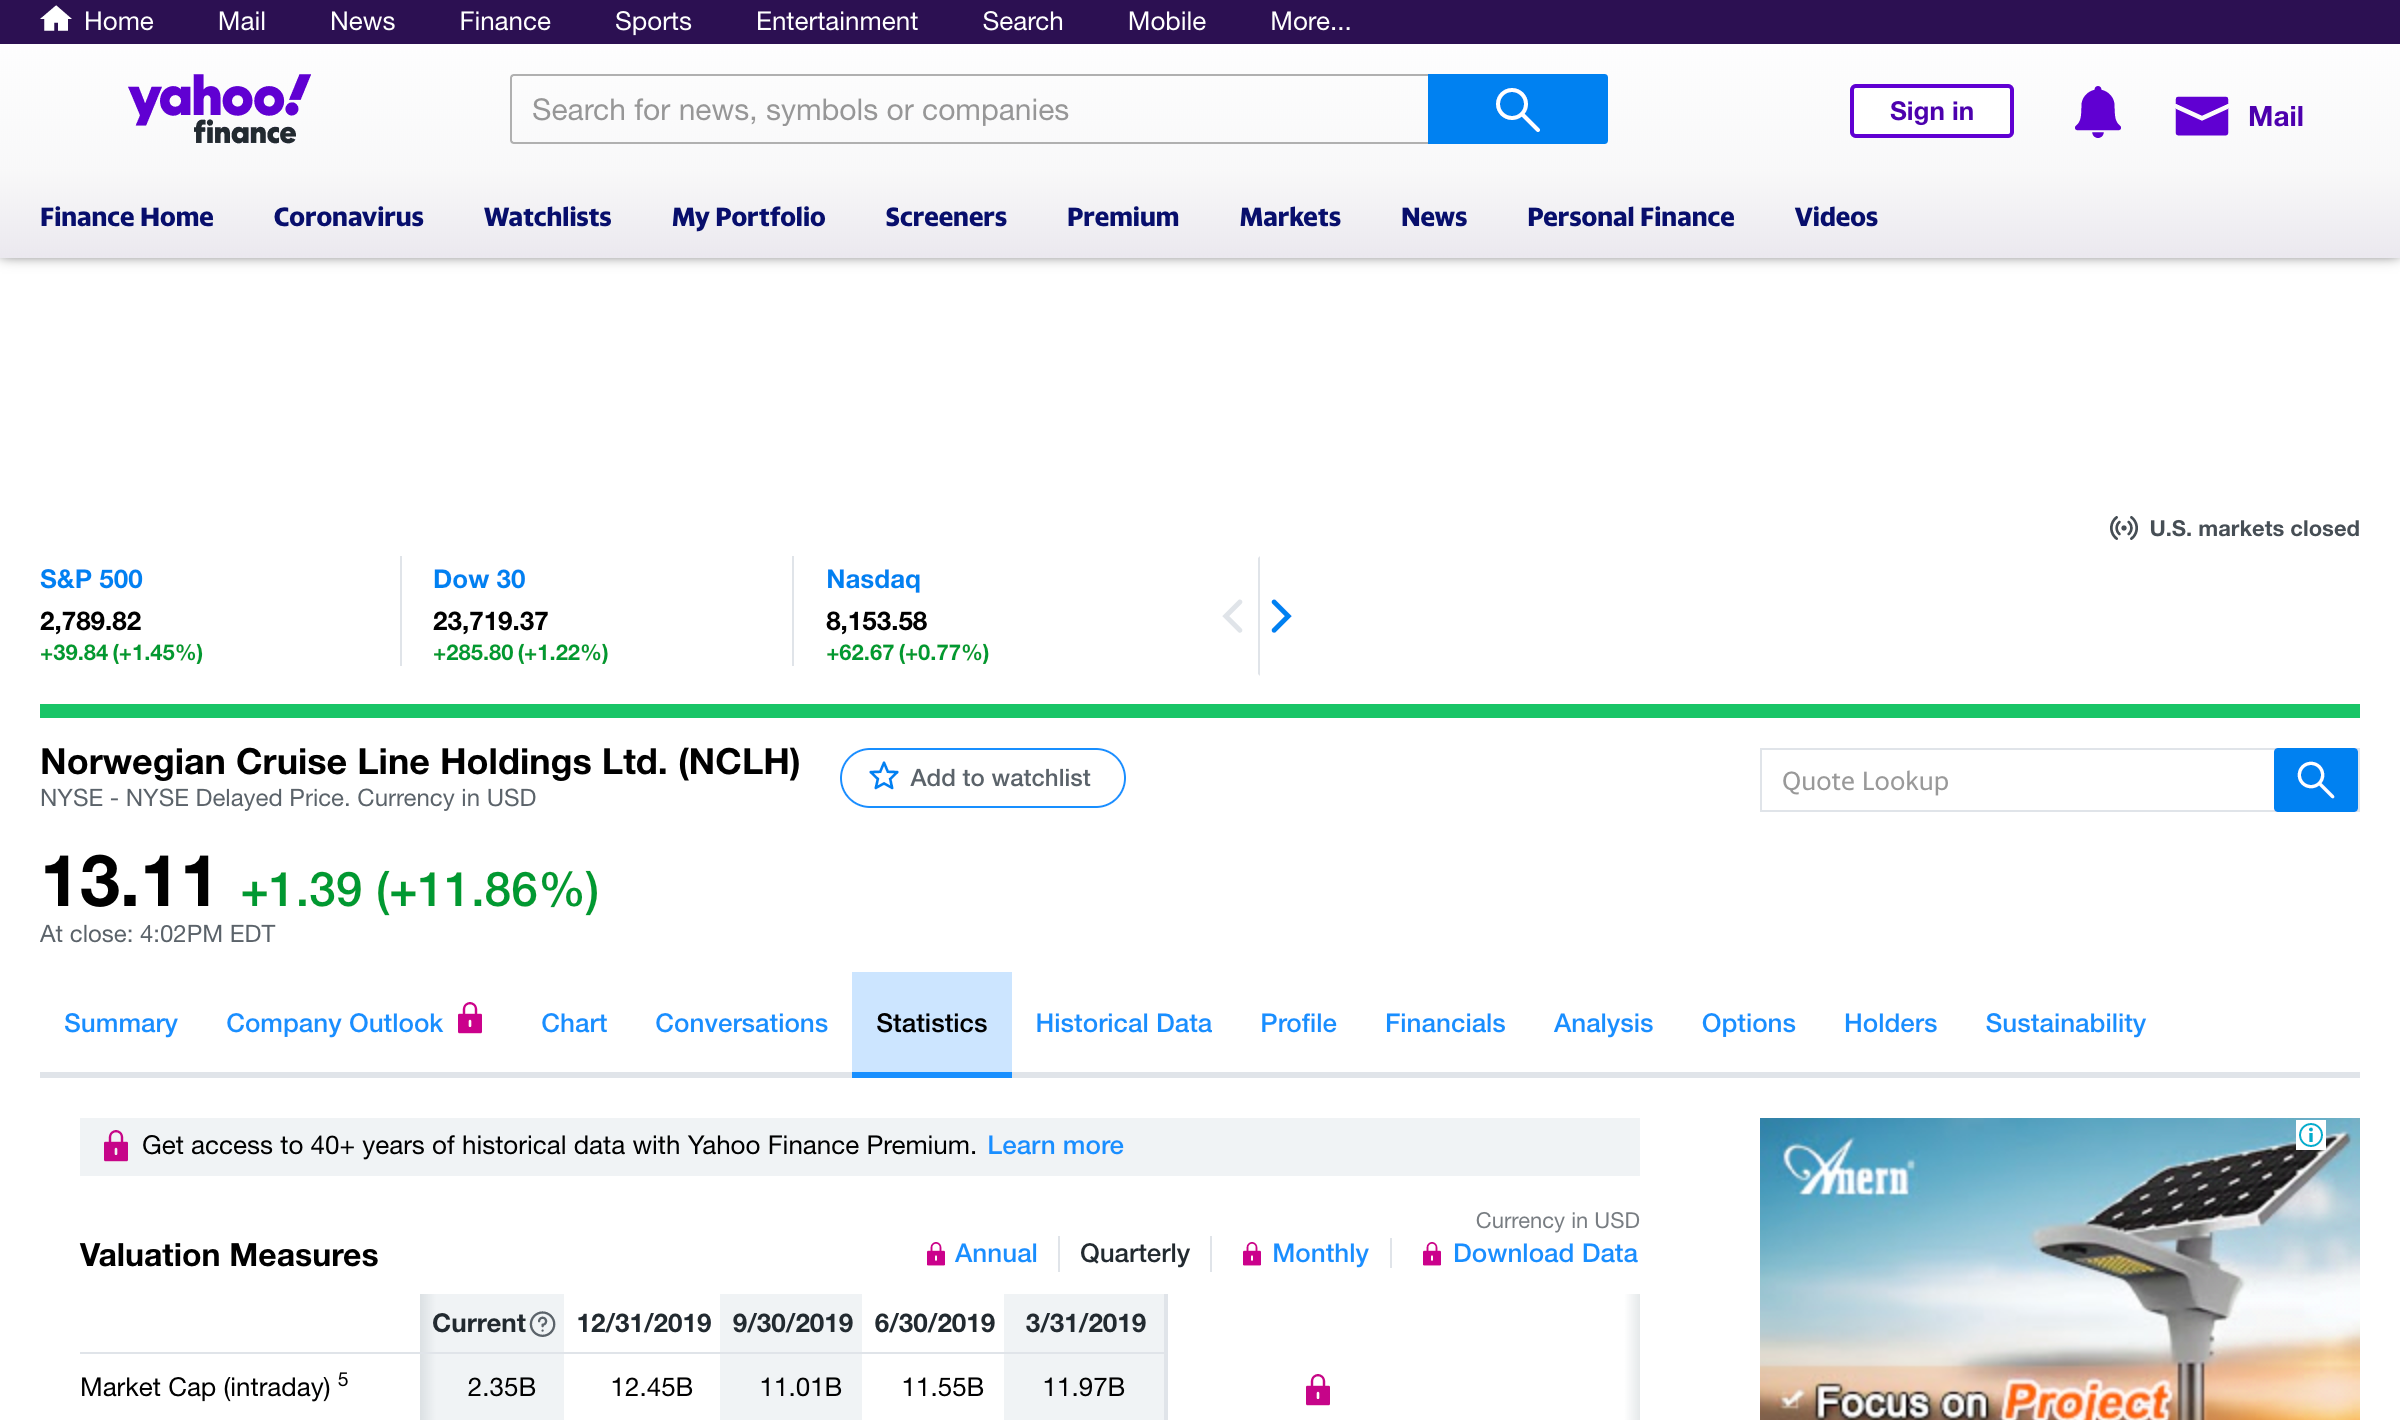 Home Mail News Finance Sports Entertainment Search Mobile More...
yahoo!
finance
Search for news, symbols or companies
Sign in
Mail
Finance Home Coronavirus Watchlists My Portfolio Screeners Premium Markets News Personal Finance Videos
U.S. markets closed
S&P 500
2,789.82
+39.84 (+1.45%)
Dow 30
23,719.37
+285.80 (+1.22%)
Nasdaq
8,153.58
+62.67 (+0.77%)
Norwegian Cruise Line Holdings Ltd. (NCLH)
NYSE - NYSE Delayed Price. Currency in USD
Add to watchlist
Quote Lookup
13.11 +1.39 (+11.86%)
At close: 4:02PM EDT
Summary Company Outlook Chart Conversations Statistics Historical Data Profile Financials Analysis Options Holders Sustainability
Get access to 40+ years of historical data with Yahoo Finance Premium. Learn more
Currency in USD
Valuation Measures
Annual Quarterly Monthly Download Data
Current 12/31/2019 9/30/2019 6/30/2019 3/31/2019
Market Cap (intraday) 5 2.35B 12.45B 11.01B 11.55B 11.97B
Anern
Focus on Project